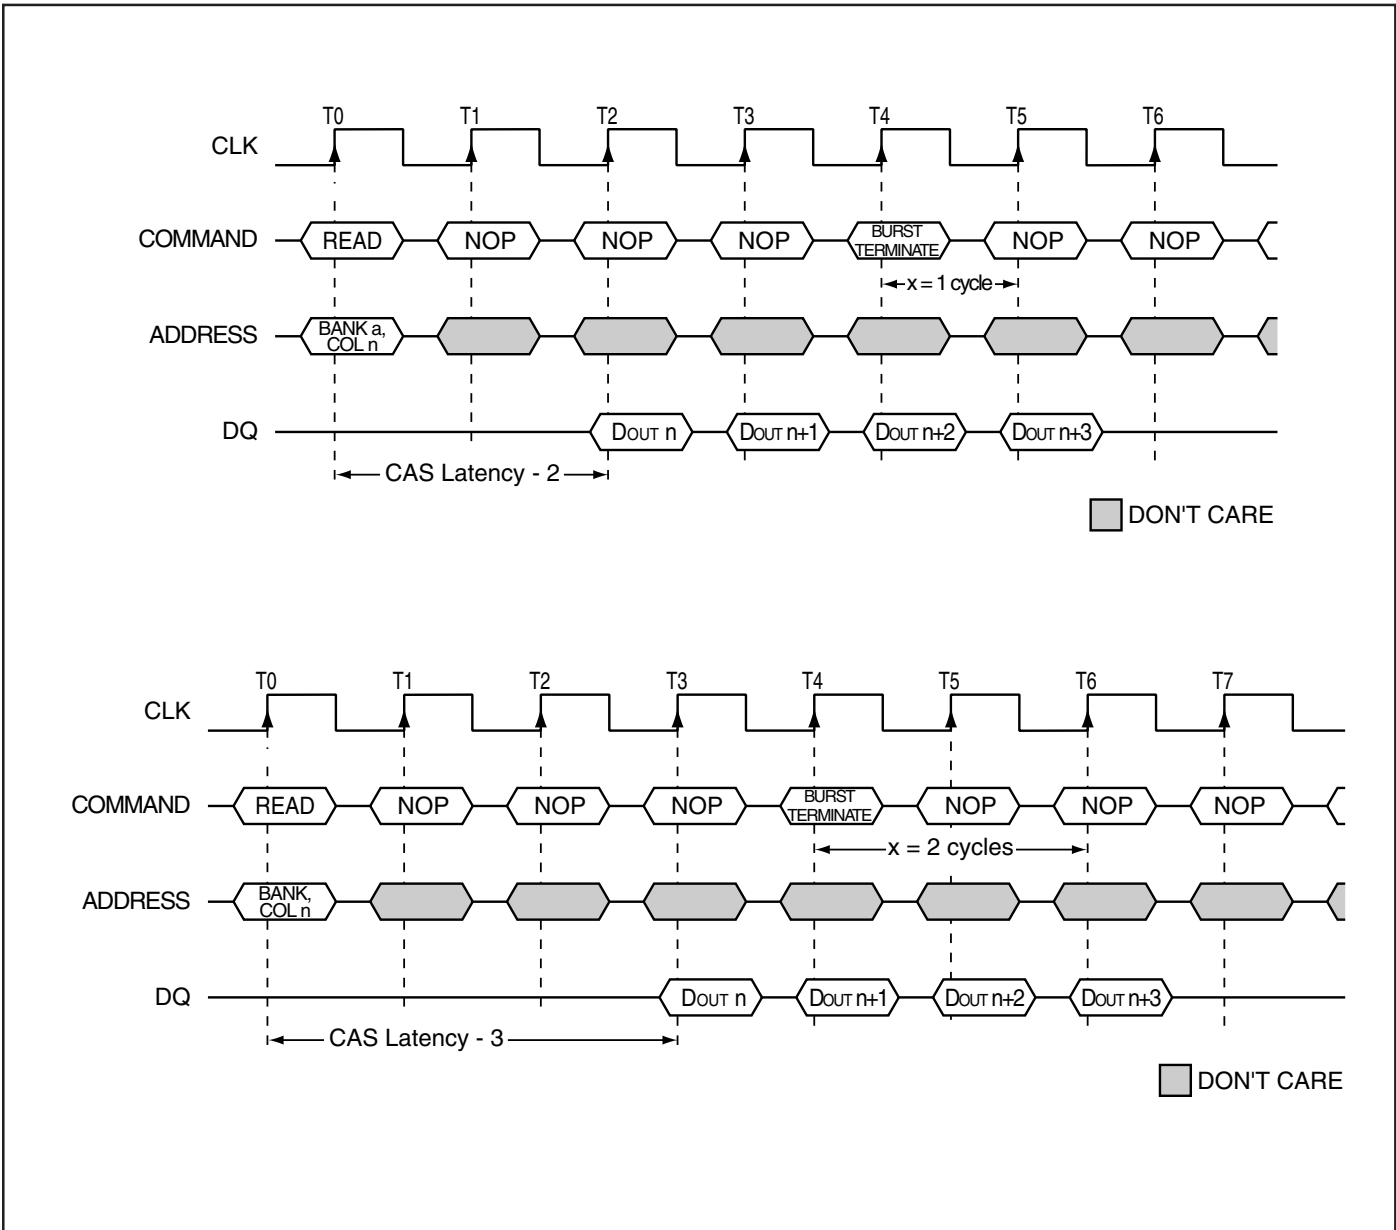 T0 T1 T2 T3 T4 T5 T6
CLK
COMMAND READ NOP NOP NOP BURST TERMINATE NOP NOP
x = 1 cycle
ADDRESS BANK a, COL n
DQ DOUT n DOUT n+1 DOUT n+2 DOUT n+3
CAS Latency - 2
DON'T CARE
T0 T1 T2 T3 T4 T5 T6 T7
CLK
COMMAND READ NOP NOP NOP BURST TERMINATE NOP NOP NOP
x = 2 cycles
ADDRESS BANK, COL n
DQ DOUT n DOUT n+1 DOUT n+2 DOUT n+3
CAS Latency - 3
DON'T CARE